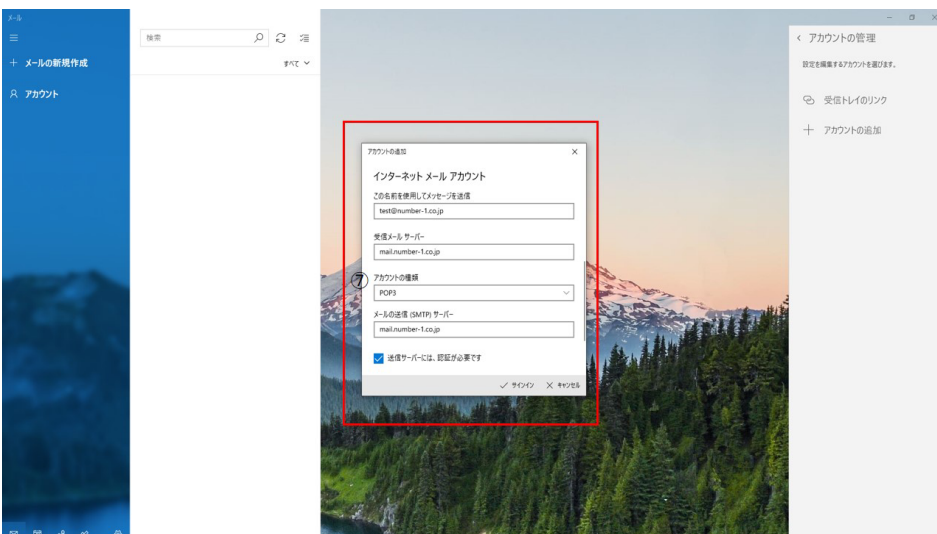 メール
メールの新規作成
アカウント
検索
すべて
アカウントの管理
設定を編集するアカウントを選びます。
受信トレイのリンク
アカウントの追加
アカウントの追加
インターネット メール アカウント
この名前を使用してメッセージを送信
test@number-1.co.jp
受信メール サーバー
mail.number-1.co.jp
⑦
アカウントの種類
POP3
メールの送信 (SMTP) サーバー
mail.number-1.co.jp
送信サーバーには、認証が必要です
サインイン
キャンセル